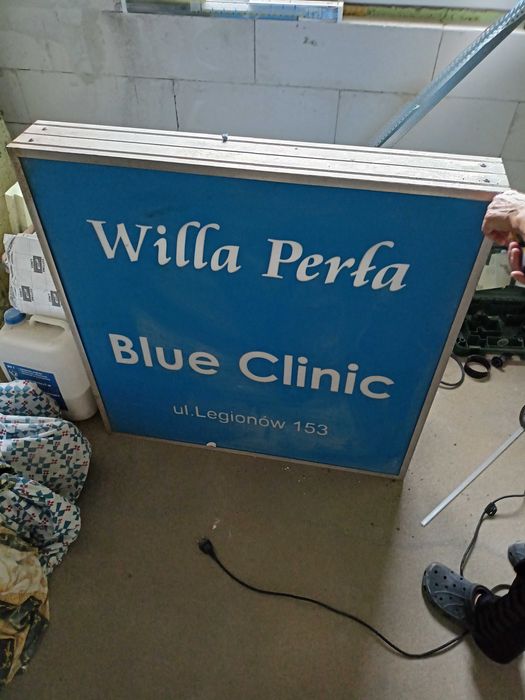 Willa Perła
Blue Clinic
ul.Legionów 153